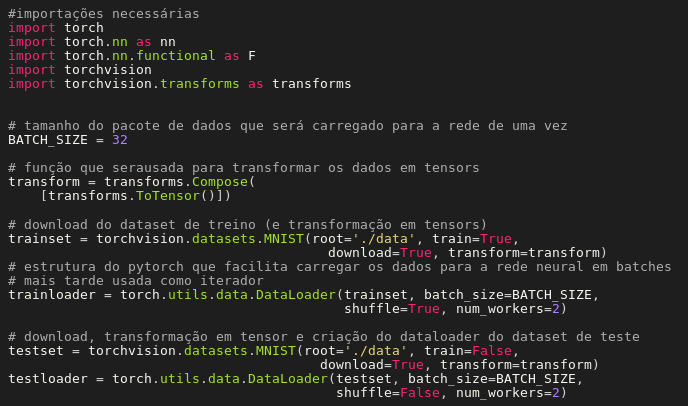 #importações necessárias
import torch
import torch.nn as nn
import torch.nn.functional as F
import torchvision
import torchvision.transforms as transforms
# tamanho do pacote de dados que será carregado para a rede de uma vez
BATCH_SIZE = 32
# função que serausada para transformar os dados em tensors
transform = transforms.Compose(
    [transforms.ToTensor()])
# download do dataset de treino (e transformação em tensors)
trainset = torchvision.datasets.MNIST(root='./data', train=True,
                                        download=True, transform=transform)
# estrutura do pytorch que facilita carregar os dados para a rede neural em batches
# mais tarde usada como iterador
trainloader = torch.utils.data.DataLoader(trainset, batch_size=BATCH_SIZE,
                                          shuffle=True, num_workers=2)
# download, transformação em tensor e criação do dataloader do dataset de teste
testset = torchvision.datasets.MNIST(root='./data', train=False,
                                       download=True, transform=transform)
testloader = torch.utils.data.DataLoader(testset, batch_size=BATCH_SIZE,
                                         shuffle=False, num_workers=2)